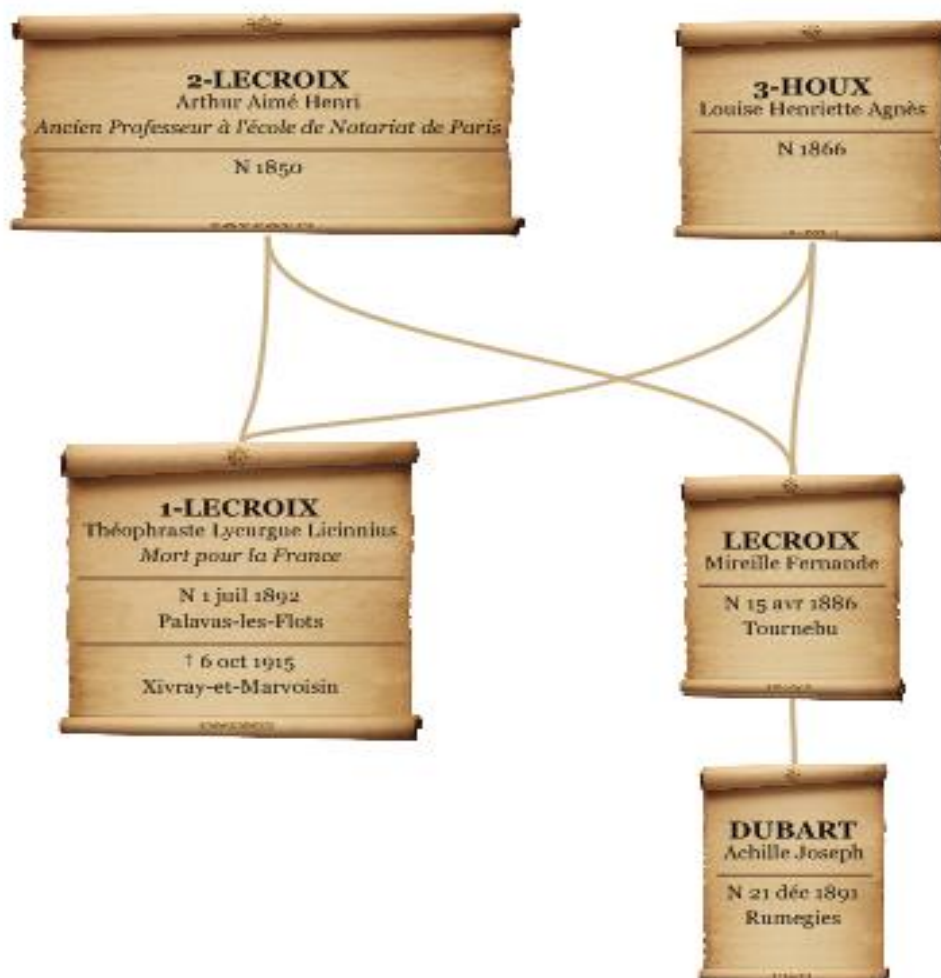 2-LECROIX
Arthur Aimé Henri
Ancien Professeur à l'école de Notariat de Paris
N 1850
3-HOUX
Louise Henriette Agnès
N 1866
1-LECROIX
Théophraste Lycurgue Licinnius
Mort pour la France
N 1 juil 1892
Palavas-les-Flots
† 6 oct 1915
Xivray-et-Marvoisin
LECROIX
Mireille Fernande
N 15 avr 1886
Tournebu
DUBART
Achille Joseph
N 21 déc 1891
Rumegies